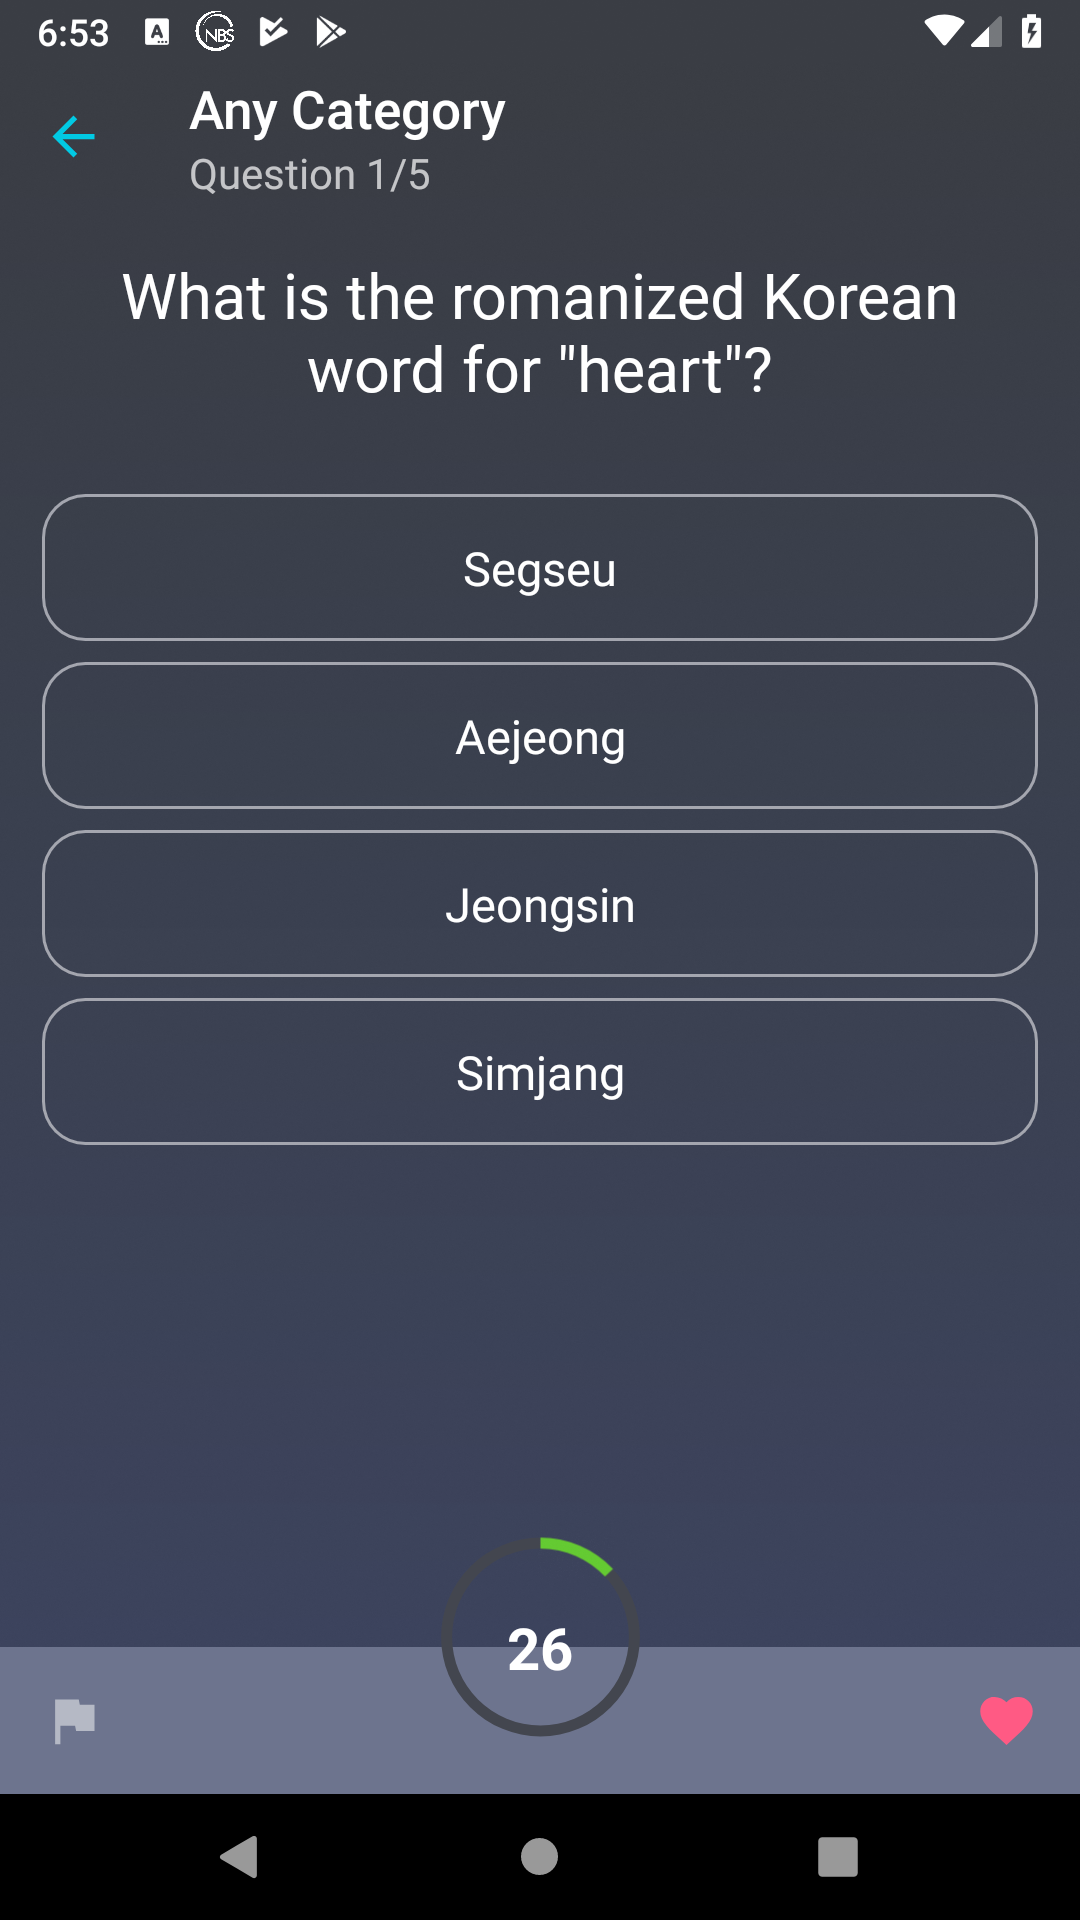 6:53
NBS
Any Category
Question 1/5
What is the romanized Korean
word for "heart"?
Segseu
Aejeong
Jeongsin
Simjang
26